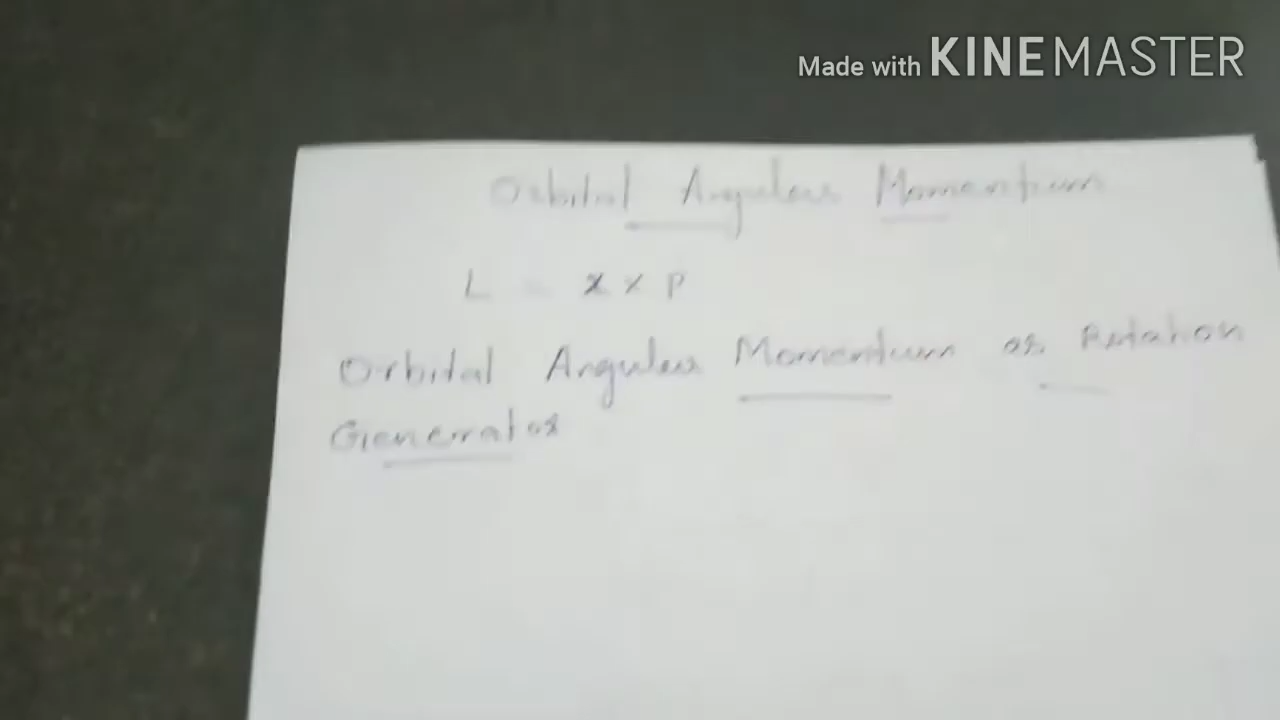 Made with KINEMASTER
Orbital Angular Momentum
L = x × P
Orbital Angular Momentum as Rotation
Generator